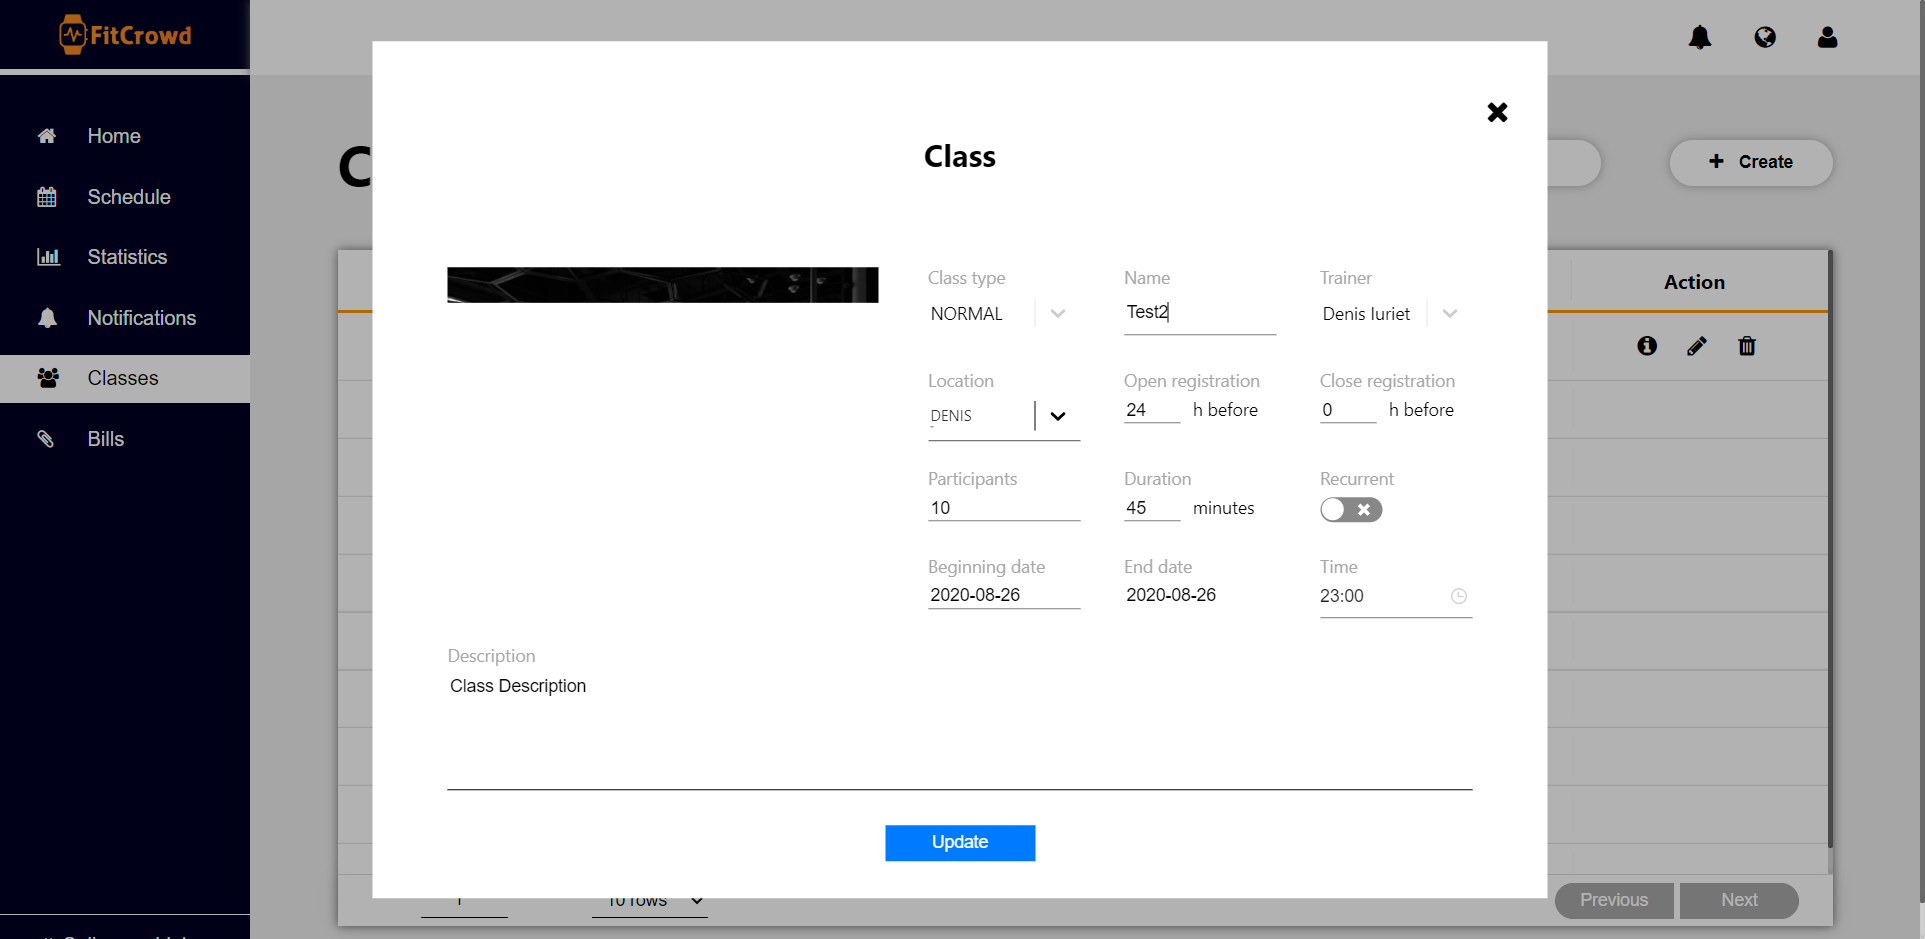 FitCrowd
Home
Schedule
Statistics
Notifications
Classes
Bills
C
Create
Action
Class
Class type
NORMAL
Name
Test2
Trainer
Denis Iuriet
Location
DENIS
Open registration
24 h before
Close registration
0 h before
Participants
10
Duration
45 minutes
Recurrent
Beginning date
2020-08-26
End date
2020-08-26
Time
23:00
Description
Class Description
Update
1
10 rows
Previous
Next